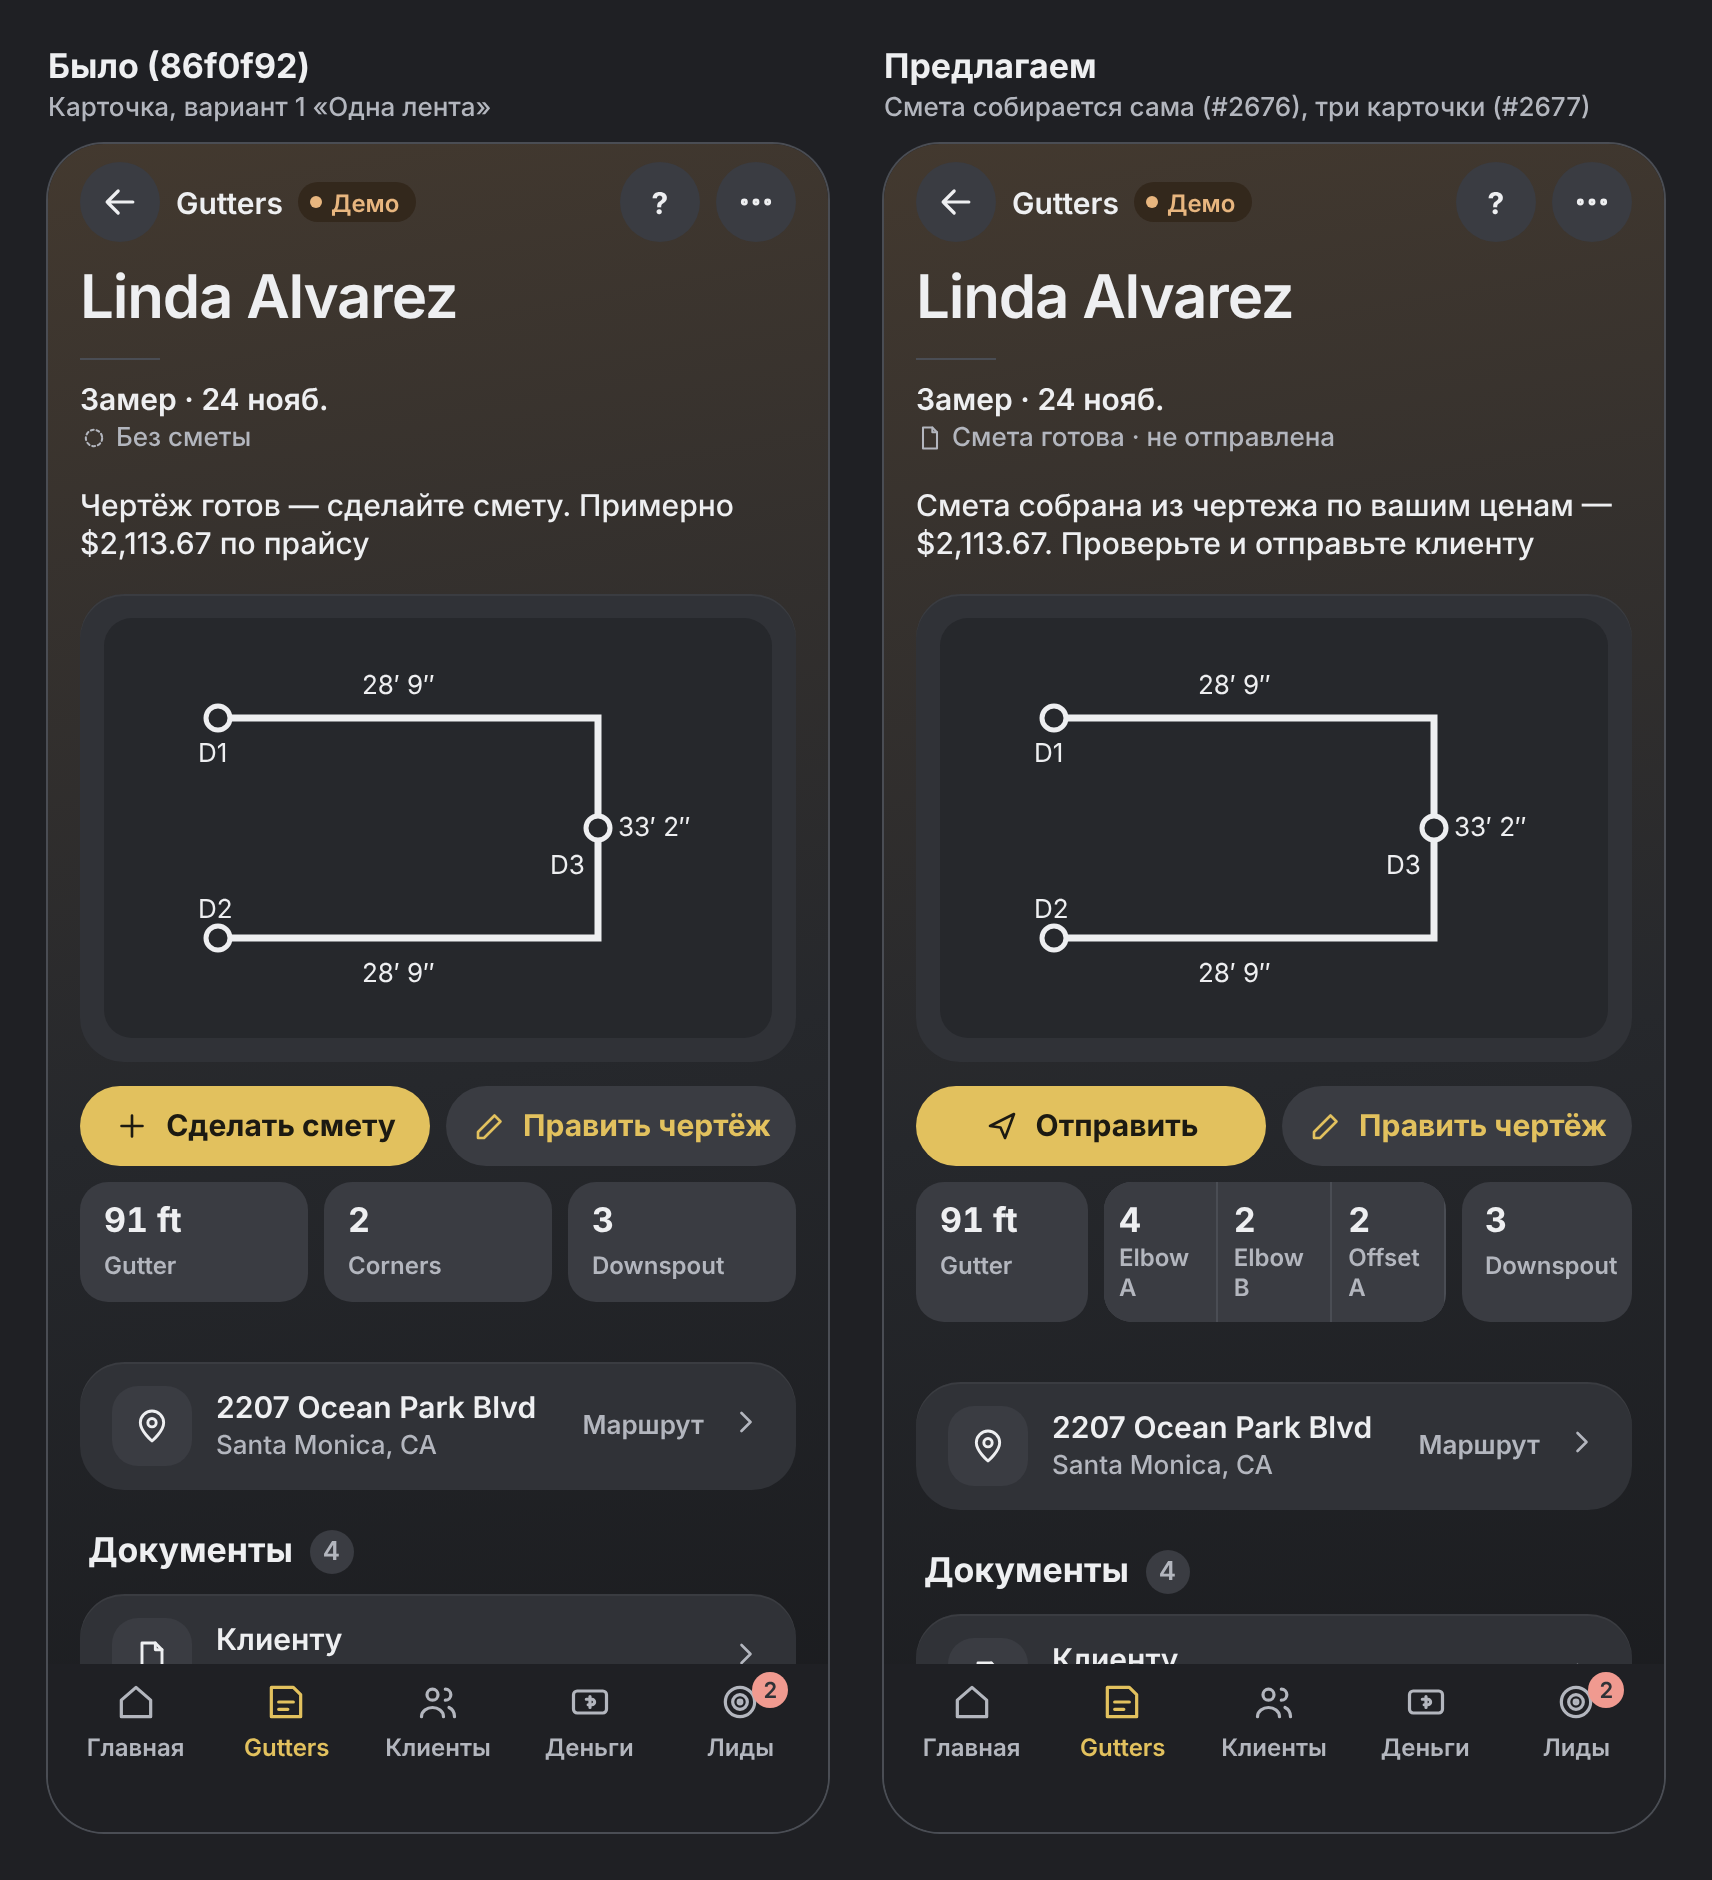 Было (86f0f92)
Карточка, вариант 1 «Одна лента»
Gutters
Демо
?
Linda Alvarez
Замер · 24 нояб.
Без сметы
Чертёж готов — сделайте смету. Примерно
$2,113.67 по прайсу
28′ 9″
D1
33′ 2″
D3
D2
28′ 9″
Сделать смету
Править чертёж
91 ft
Gutter
2
Corners
3
Downspout
2207 Ocean Park Blvd
Santa Monica, CA
Маршрут
Документы 4
Клиенту
Главная
Gutters
Клиенты
Деньги
2
Лиды
Предлагаем
Смета собирается сама (#2676), три карточки (#2677)
Gutters
Демо
?
Linda Alvarez
Замер · 24 нояб.
Смета готова · не отправлена
Смета собрана из чертежа по вашим ценам —
$2,113.67. Проверьте и отправьте клиенту
28′ 9″
D1
33′ 2″
D3
D2
28′ 9″
Отправить
Править чертёж
91 ft
Gutter
4
Elbow
A
2
Elbow
B
2
Offset
A
3
Downspout
2207 Ocean Park Blvd
Santa Monica, CA
Маршрут
Документы 4
Клиенту
Главная
Gutters
Клиенты
Деньги
2
Лиды